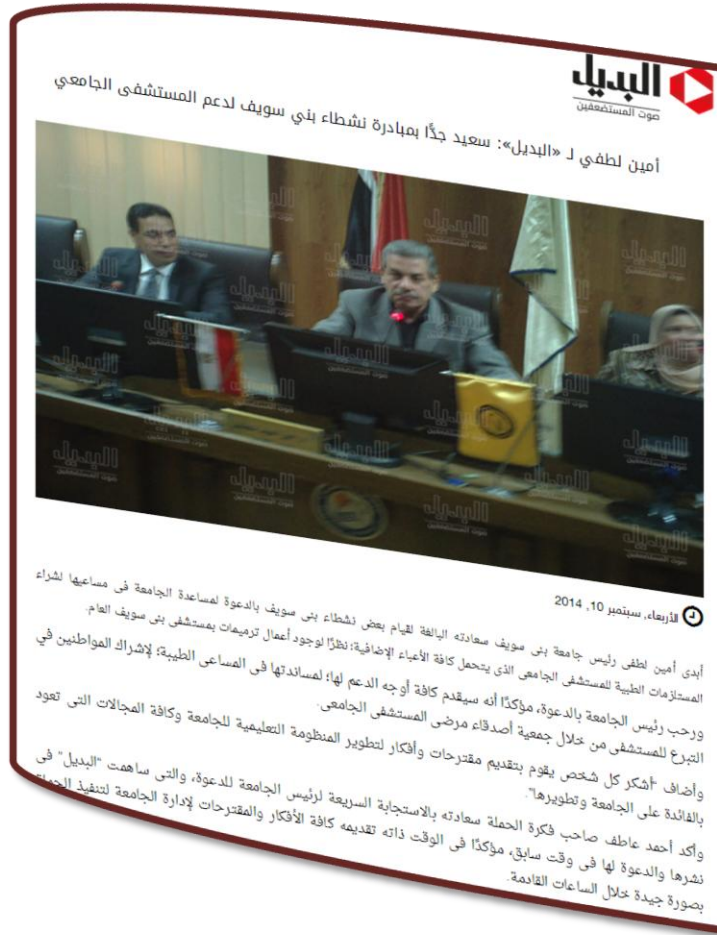 البديل
صوت المستضعفين
أمين لطفي لـ «البديل»: سعيد جدًّا بمبادرة نشطاء بني سويف لدعم المستشفى الجامعي
الأربعاء, سبتمبر 10, 2014
أبدى أمين لطفى رئيس جامعة بنى سويف سعادته البالغة لقيام بعض نشطاء بنى سويف بالدعوة لمساعدة الجامعة فى مساعيها لشراء
المستلزمات الطبية للمستشفى الجامعى الذى يتحمل كافة الأعباء الإضافية؛ نظرًا لوجود أعمال ترميمات بمستشفى بنى سويف العام.
ورحب رئيس الجامعة بالدعوة، مؤكدًا أنه سيقدم كافة أوجه الدعم لها؛ لمساندتها فى المساعى الطيبة؛ لإشراك المواطنين في
التبرع للمستشفى من خلال جمعية أصدقاء مرضى المستشفى الجامعى.
وأضاف "أشكر كل شخص يقوم بتقديم مقترحات وأفكار لتطوير المنظومة التعليمية للجامعة وكافة المجالات التى تعود
بالفائدة على الجامعة وتطويرها".
وأكد أحمد عاطف صاحب فكرة الحملة سعادته بالاستجابة السريعة لرئيس الجامعة للدعوة، والتى ساهمت "البديل" فى
نشرها والدعوة لها فى وقت سابق، مؤكدًا فى الوقت ذاته تقديمه كافة الأفكار والمقترحات لإدارة الجامعة لتنفيذ
بصورة جيدة خلال الساعات القادمة.